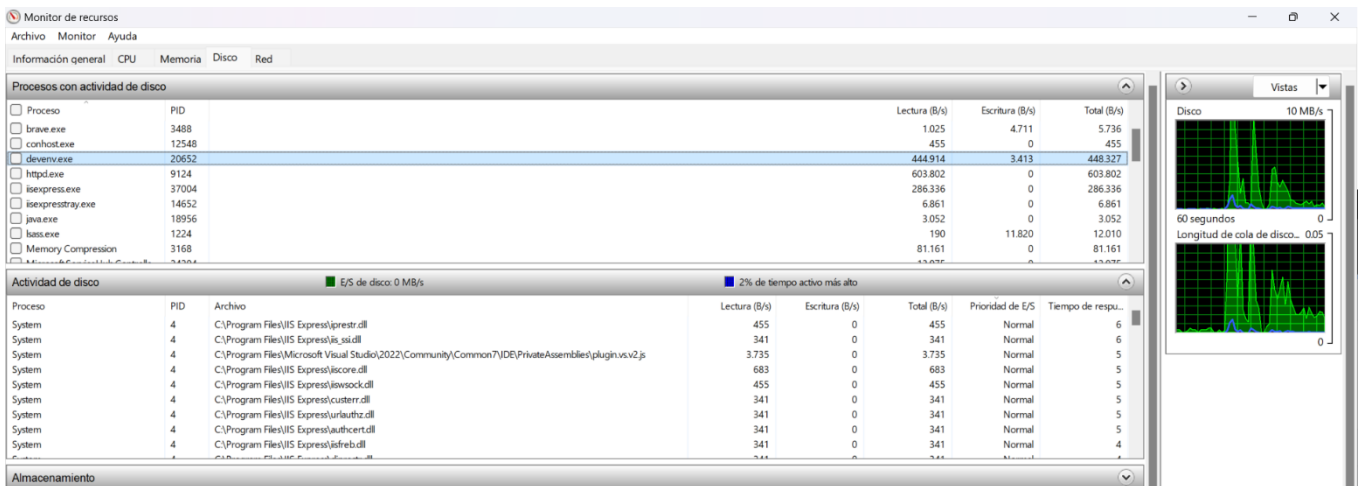 Monitor de recursos
Archivo Monitor Ayuda
Información general CPU Memoria Disco Red
Procesos con actividad de disco
Proceso PID Lectura (B/s) Escritura (B/s) Total (B/s)
brave.exe 3488 1.025 4.711 5.736
conhost.exe 12548 455 0 455
devenv.exe 20652 444.914 3.413 448.327
httpd.exe 9124 603.802 0 603.802
iisexpress.exe 37004 286.336 0 286.336
iisexpresstray.exe 14652 6.861 0 6.861
java.exe 18956 3.052 0 3.052
lsass.exe 1224 190 11.820 12.010
Memory Compression 3168 81.161 0 81.161
Actividad de disco E/S de disco: 0 MB/s 2% de tiempo activo más alto
Proceso PID Archivo Lectura (B/s) Escritura (B/s) Total (B/s) Prioridad de E/S Tiempo de respu...
System 4 C:\Program Files\IIS Express\iprestr.dll 455 0 455 Normal 6
System 4 C:\Program Files\IIS Express\iis_ssi.dll 341 0 341 Normal 6
System 4 C:\Program Files\Microsoft Visual Studio\2022\Community\Common7\IDE\PrivateAssemblies\plugin.vs.v2.js 3.735 0 3.735 Normal 5
System 4 C:\Program Files\IIS Express\iiscore.dll 683 0 683 Normal 5
System 4 C:\Program Files\IIS Express\iiswsock.dll 455 0 455 Normal 5
System 4 C:\Program Files\IIS Express\custerr.dll 341 0 341 Normal 5
System 4 C:\Program Files\IIS Express\urlauthz.dll 341 0 341 Normal 5
System 4 C:\Program Files\IIS Express\authcert.dll 341 0 341 Normal 5
System 4 C:\Program Files\IIS Express\iisfreb.dll 341 0 341 Normal 4
Almacenamiento
Vistas
Disco 10 MB/s
60 segundos 0
Longitud de cola de disco... 0.05
0